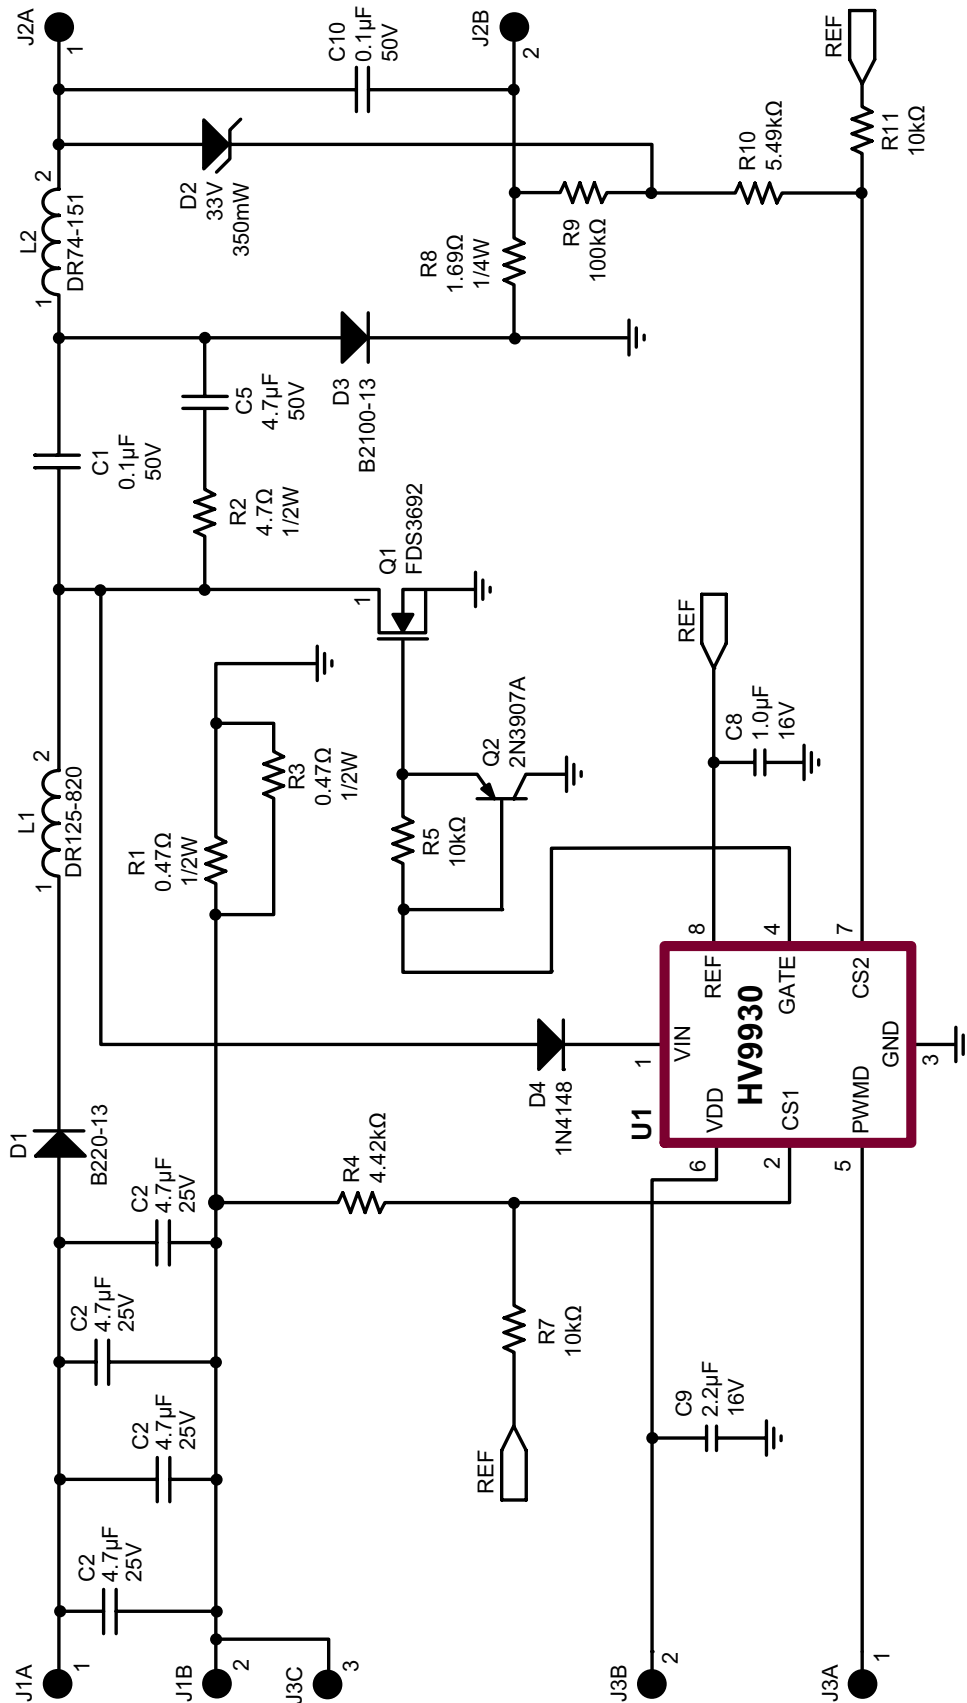 J1A
1
J1B
2
J3C
3
C2
4.7µF
25V
C2
4.7µF
25V
C2
4.7µF
25V
C2
4.7µF
25V
D1
B220-13
1
L1
2
DR125-820
R1
0.47Ω
1/2W
R3
0.47Ω
1/2W
C1
0.1µF
50V
R2
4.7Ω
1/2W
C5
4.7µF
50V
1
L2
2
DR74-151
D2
33V
350mW
C10
0.1µF
50V
J2A
1
J2B
2
D3
B2100-13
R8
1.69Ω
1/4W
R9
100kΩ
R10
5.49kΩ
REF
R11
10kΩ
1
Q1
FDS3692
Q2
2N3907A
R5
10kΩ
REF
C8
1.0µF
16V
R4
4.42kΩ
REF
R7
10kΩ
D4
1N4148
U1
HV9930
1
VIN
6
VDD
2
CS1
5
PWMD
8
REF
4
GATE
7
CS2
GND
3
C9
2.2µF
16V
J3B
2
J3A
1